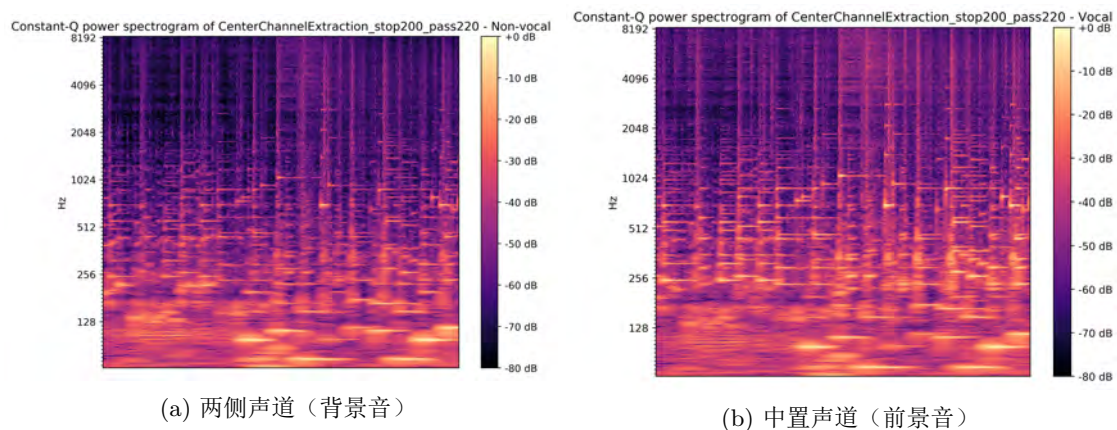 Constant-Q power spectrogram of CenterChannelExtraction_stop200_pass220 - Non-vocal
8192
4096
2048
1024
512
256
128
Hz
+0 dB
-10 dB
-20 dB
-30 dB
-40 dB
-50 dB
-60 dB
-70 dB
-80 dB
(a) 两侧声道（背景音）
Constant-Q power spectrogram of CenterChannelExtraction_stop200_pass220 - Vocal
8192
4096
2048
1024
512
256
128
Hz
+0 dB
-10 dB
-20 dB
-30 dB
-40 dB
-50 dB
-60 dB
-70 dB
-80 dB
(b) 中置声道（前景音）